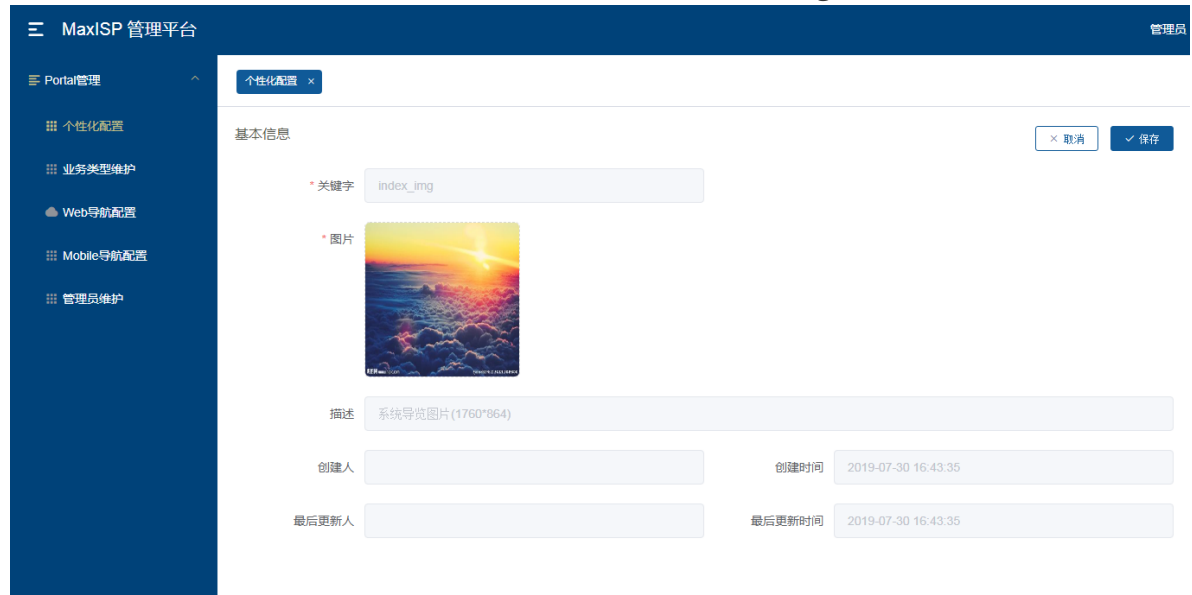 MaxISP 管理平台
管理员
Portal管理
个性化配置 ×
个性化配置
基本信息
× 取消
保存
业务类型维护
* 关键字 index_img
Web导航配置
* 图片
Mobile导航配置
管理员维护
描述 系统导览图片(1760*864)
创建人
创建时间 2019-07-30 16:43:35
最后更新人
最后更新时间 2019-07-30 16:43:35